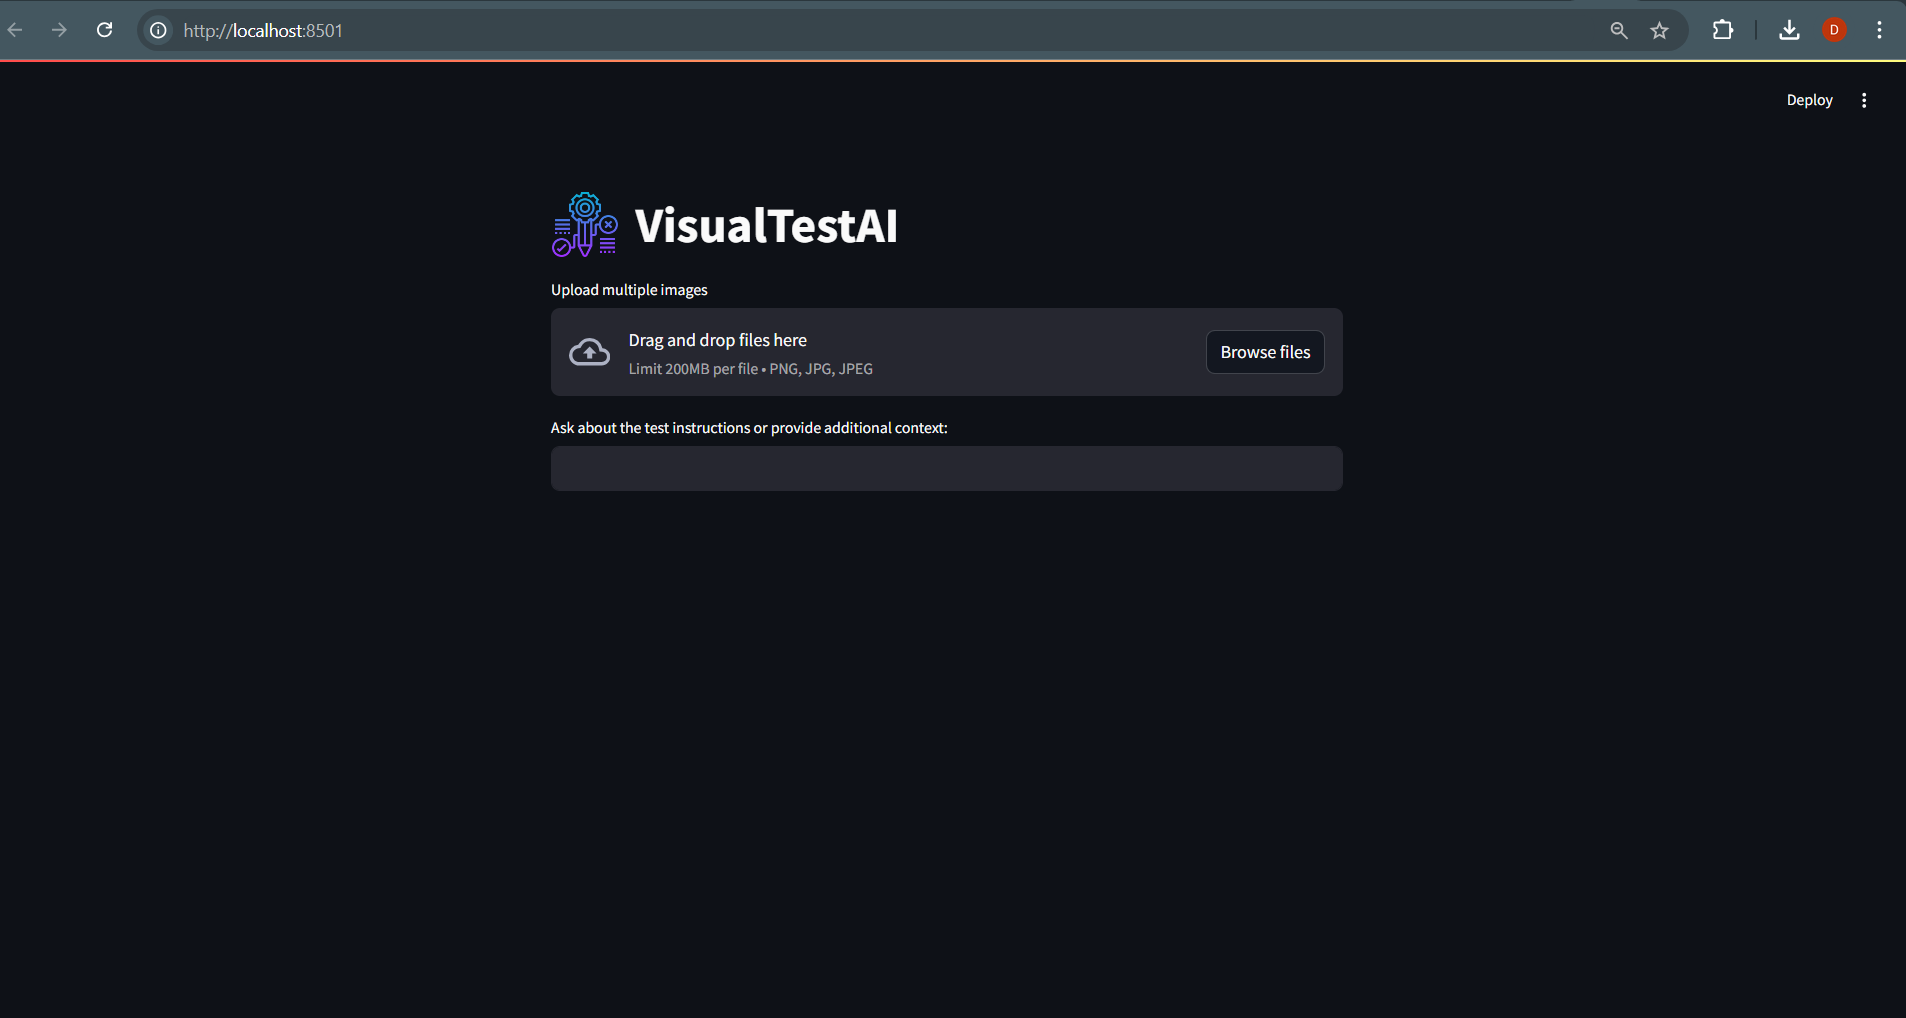 http://localhost:8501
D
Deploy
VisualTestAI
Upload multiple images
Drag and drop files here
Limit 200MB per file • PNG, JPG, JPEG
Browse files
Ask about the test instructions or provide additional context: